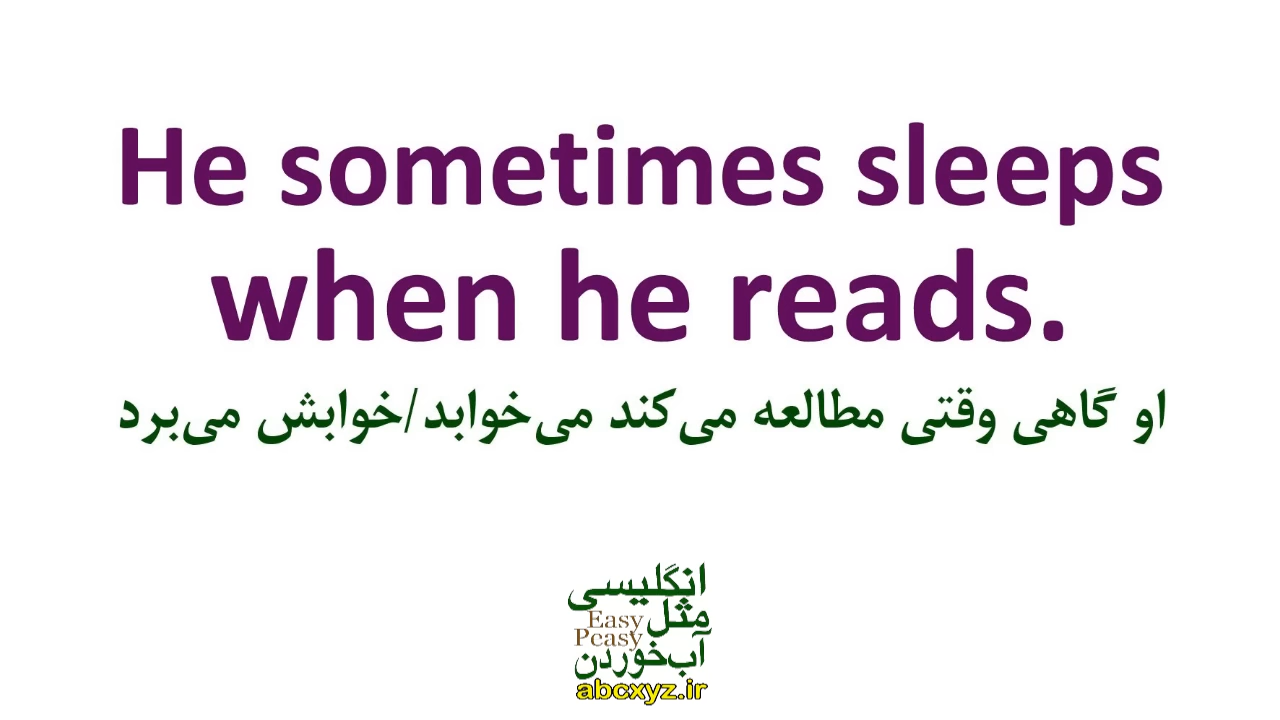 He sometimes sleeps
when he reads.
او گاهی وقتی مطالعه می‌کند می‌خوابد/خوابش می‌برد
انگلیسی
مثل
Easy
Peasy
آب‌خوردن
abcxyz.ir